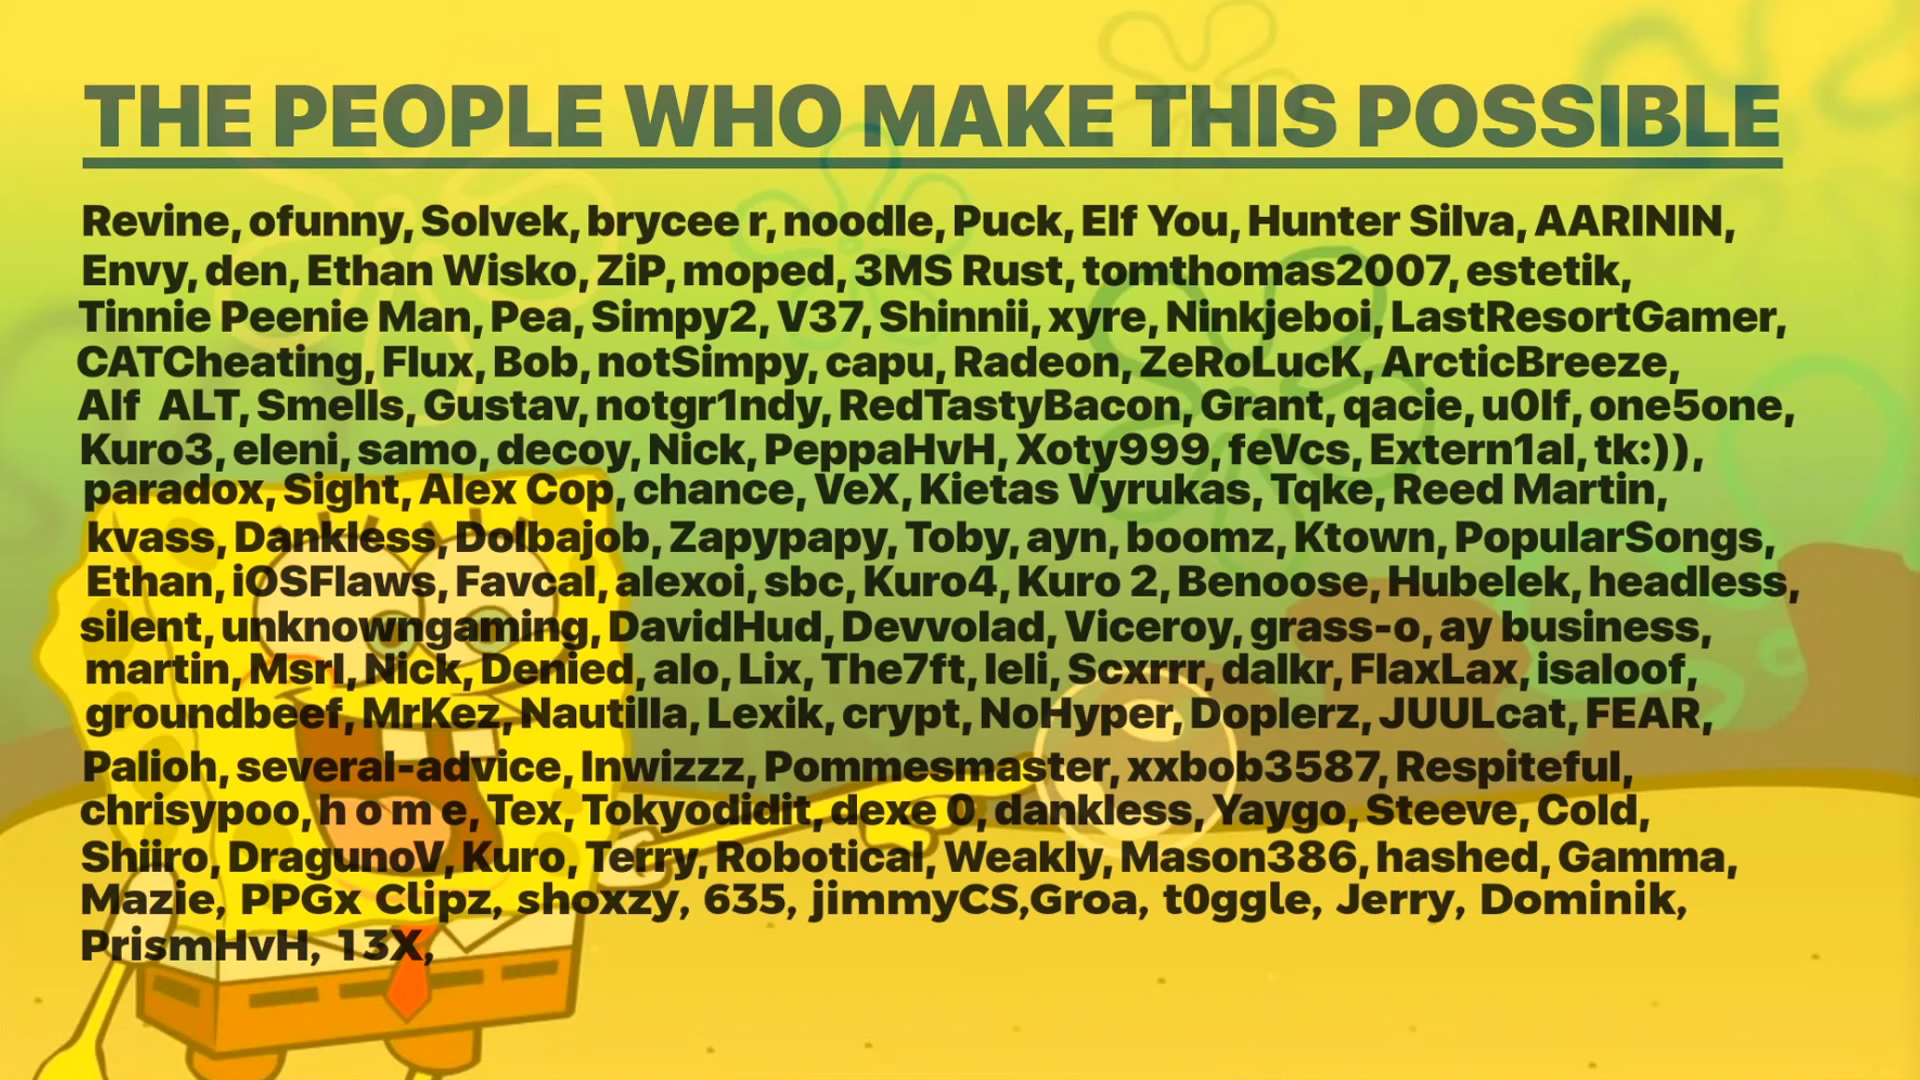 THE PEOPLE WHO MAKE THIS POSSIBLE
Revine, ofunny, Solvek, brycee r, noodle, Puck, Elf You, Hunter Silva, AARININ,
Envy, den, Ethan Wisko, ZiP, moped, 3MS Rust, tomthomas2007, estetik,
Tinnie Peenie Man, Pea, Simpy2, V37, Shinnii, xyre, Ninkjeboi, LastResortGamer,
CATCheating, Flux, Bob, notSimpy, capu, Radeon, ZeRoLucK, ArcticBreeze,
Alf  ALT, Smells, Gustav, notgr1ndy, RedTastyBacon, Grant, qacie, u0lf, one5one,
Kuro3, eleni, samo, decoy, Nick, PeppaHvH, Xoty999, feVcs, Extern1al, tk:)),
paradox, Sight, Alex Cop, chance, VeX, Kietas Vyrukas, Tqke, Reed Martin,
kvass, Dankless, Dolbajob, Zapypapy, Toby, ayn, boomz, Ktown, PopularSongs,
Ethan, iOSFlaws, Favcal, alexoi, sbc, Kuro4, Kuro 2, Benoose, Hubelek, headless,
silent, unknowngaming, DavidHud, Devvolad, Viceroy, grass-o, ay business,
martin, Msrl, Nick, Denied, alo, Lix, The7ft, leli, Scxrrr, dalkr, FlaxLax, isaloof,
groundbeef, MrKez, Nautilla, Lexik, crypt, NoHyper, Doplerz, JUULcat, FEAR,
Palioh, several-advice, Inwizzz, Pommesmaster, xxbob3587, Respiteful,
chrisypoo, h o m e, Tex, Tokyodidit, dexe 0, dankless, Yaygo, Steeve, Cold,
Shiiro, DragunoV, Kuro, Terry, Robotical, Weakly, Mason386, hashed, Gamma,
Mazie, PPGx Clipz, shoxzy, 635, jimmyCS,Groa, t0ggle, Jerry, Dominik,
PrismHvH, 13X,